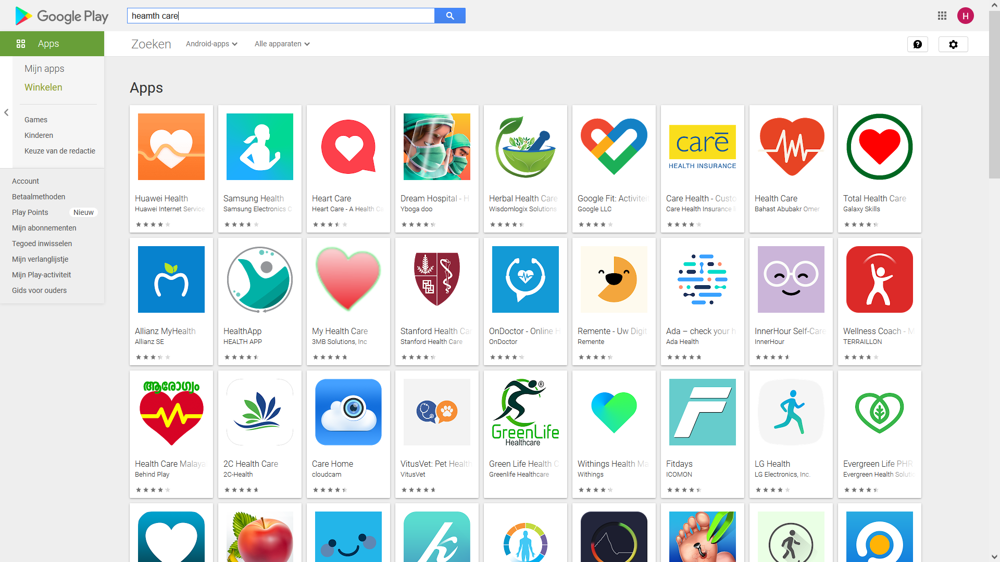 Google Play
heamth care
H
Apps
Zoeken
Android-apps
Alle apparaten
Mijn apps
Winkelen
Games
Kinderen
Keuze van de redactie
Account
Betaalmethoden
Play Points Nieuw
Mijn abonnementen
Tegoed inwisselen
Mijn verlanglijstje
Mijn Play-activiteit
Gids voor ouders
Apps
carē
HEALTH INSURANCE
Huawei Health
Huawei Internet Service
Samsung Health
Samsung Electronics C
Heart Care
Heart Care - A Health Ca
Dream Hospital - H
Yboga doo
Herbal Health Care
Wisdomlogix Solutions
Google Fit: Activiteit
Google LLC
Care Health - Custo
Care Health Insurance
Health Care
Bahast Abubakr Omer
Total Health Care
Galaxy Skills
Allianz MyHealth
Allianz SE
HealthApp
HEALTH APP
My Health Care
3MB Solutions, Inc
Stanford Health Car
Stanford Health Care
OnDoctor - Online H
OnDoctor
Remente - Uw Digit
Remente
Ada – check your h
Ada Health
InnerHour Self-Care
InnerHour
Wellness Coach - M
TERRAILLON
ആരോഗ്യം
GreenLife
Healthcare
F
Health Care Malaya
Behind Play
2C Health Care
2C-Health
Care Home
cloudcam
VitusVet: Pet Health
VitusVet
Green Life Health C
Greenlife Healthcare
Withings Health Ma
Withings
Fitdays
ICOMON
LG Health
LG Electronics, Inc.
Evergreen Life PHR
Evergreen Health Soluti
h